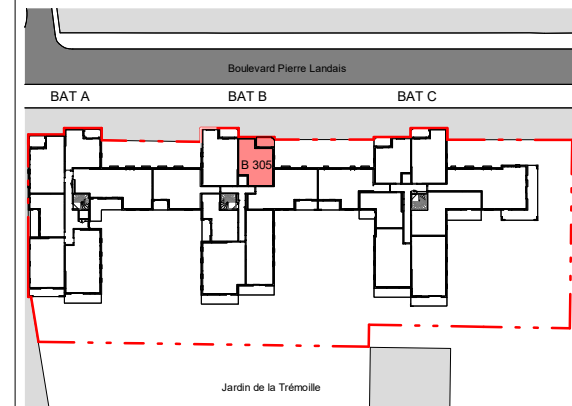 Boulevard Pierre Landais
BAT A
BAT B
BAT C
B 305
Jardin de la Trémoille